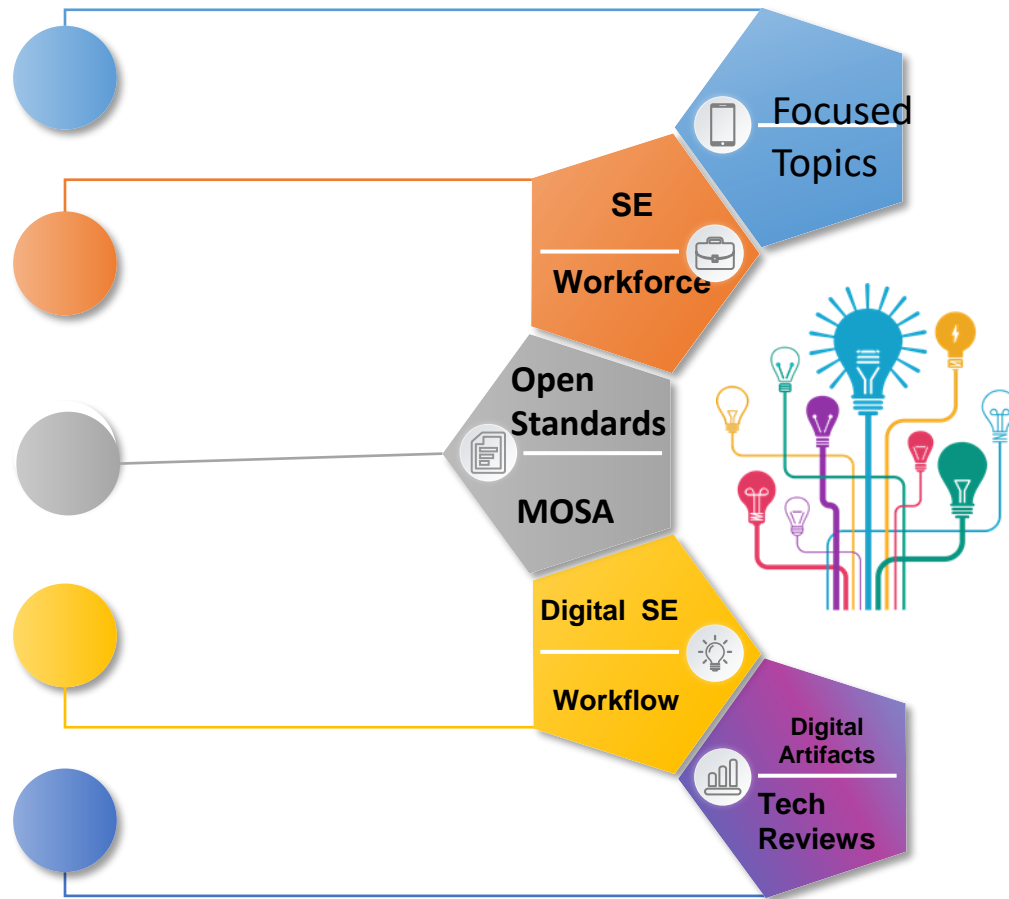 Focused
Topics
SE
Workforce
Open
Standards
MOSA
Digital SE
Workflow
Digital
Artifacts
Tech
Reviews